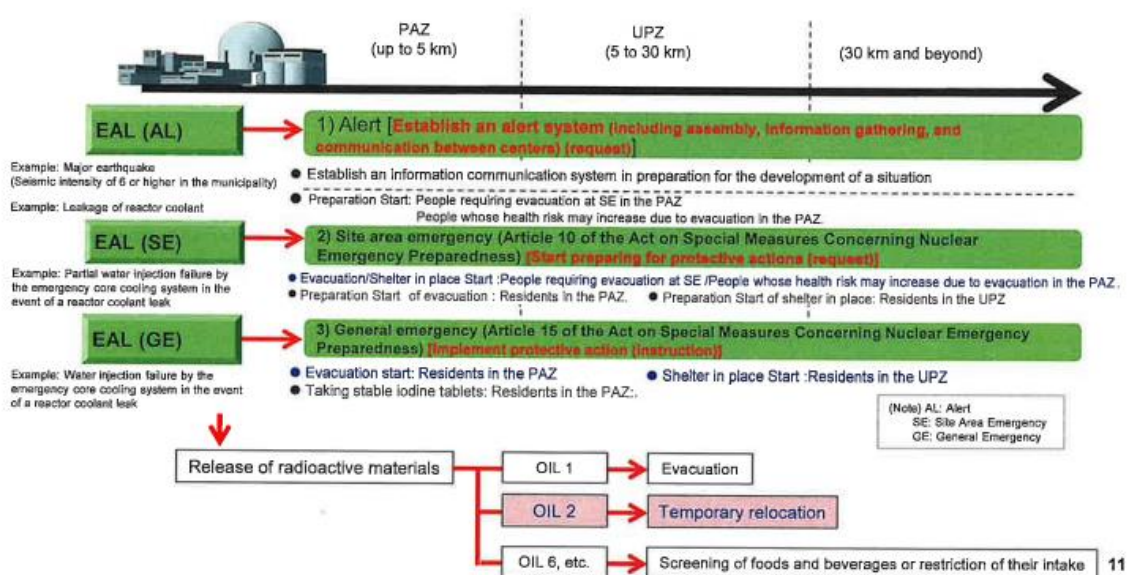 PAZ
(up to 5 km)
UPZ
(5 to 30 km)
(30 km and beyond)
EAL (AL)
1) Alert [Establish an alert system (including assembly, Information gathering, and
communication between centers) (request)]
Example: Major earthquake
(Seismic intensity of 6 or higher in the municipality)
● Establish an Information communication system in preparation for the development of a situation
Example: Leakage of reactor coolant
● Preparation Start: People requiring evacuation at SE in the PAZ
People whose health risk may increase due to evacuation in the PAZ.
EAL (SE)
2) Site area emergency (Article 10 of the Act on Special Measures Concerning Nuclear
Emergency Preparedness) [Start preparing for protective actions (request)]
Example: Partial water injection failure by
the emergency core cooling system in the
event of a reactor coolant leak
● Evacuation/Shelter in place Start :People requiring evacuation at SE /People whose health risk may increase due to evacuation in the PAZ.
● Preparation Start of evacuation : Residents in the PAZ. ● Preparation Start of shelter in place: Residents in the UPZ
EAL (GE)
3) General emergency (Article 15 of the Act on Special Measures Concerning Nuclear Emergency
Preparedness) [Implement protective action (instruction)]
Example: Water injection failure by the
emergency core cooling system in the event
of a reactor coolant leak
● Evacuation start: Residents in the PAZ ● Shelter in place Start :Residents in the UPZ
● Taking stable iodine tablets: Residents in the PAZ:.
(Note) AL: Alert
SE: Site Area Emergency
GE: General Emergency
Release of radioactive materials
OIL 1
Evacuation
OIL 2
Temporary relocation
OIL 6, etc.
Screening of foods and beverages or restriction of their intake
11